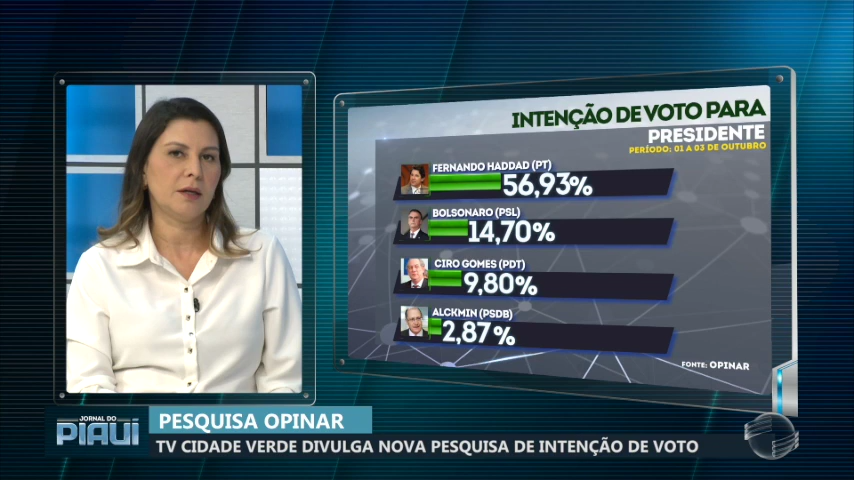 INTENÇÃO DE VOTO PARA
PRESIDENTE
PERÍODO: 01 A 03 DE OUTUBRO
FERNANDO HADDAD (PT)
56,93%
BOLSONARO (PSL)
14,70%
CIRO GOMES (PDT)
9,80%
ALCKMIN (PSDB)
2,87%
FONTE: OPINAR
JORNAL DO
PIAUÍ
PESQUISA OPINAR
TV CIDADE VERDE DIVULGA NOVA PESQUISA DE INTENÇÃO DE VOTO